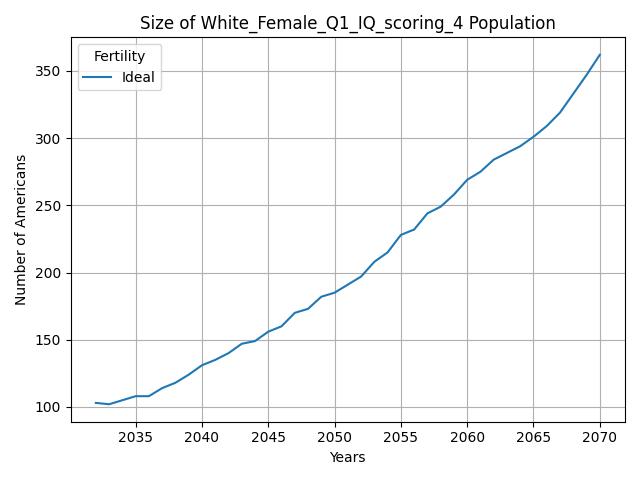 Size of White_Female_Q1_IQ_scoring_4 Population
Fertility
Ideal
350
300
250
200
150
100
Number of Americans
2035 2040 2045 2050 2055 2060 2065 2070
Years